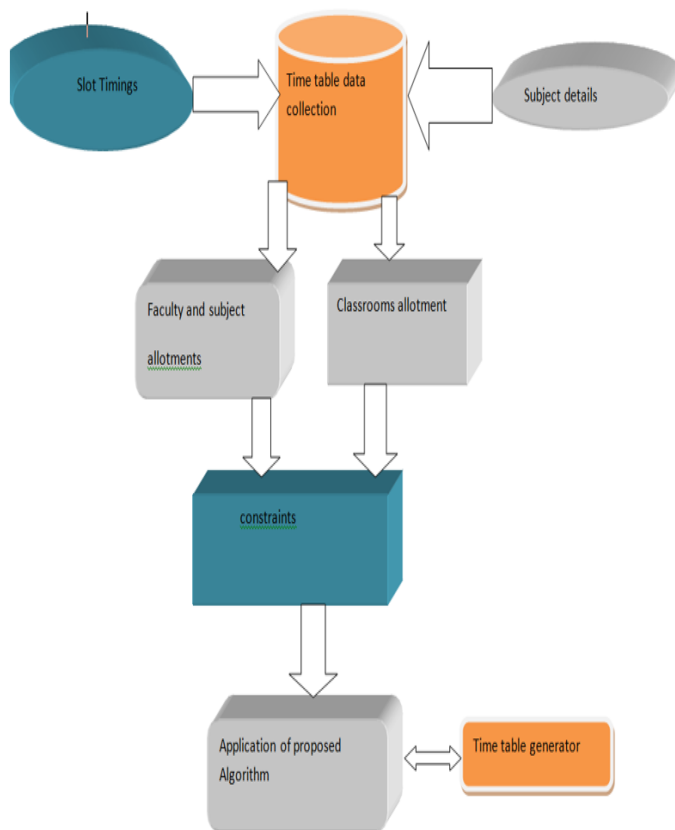 Slot Timings
Time table data
collection
Subject details
Faculty and subject
allotments
Classrooms allotment
constraints
Application of proposed
Algorithm
Time table generator